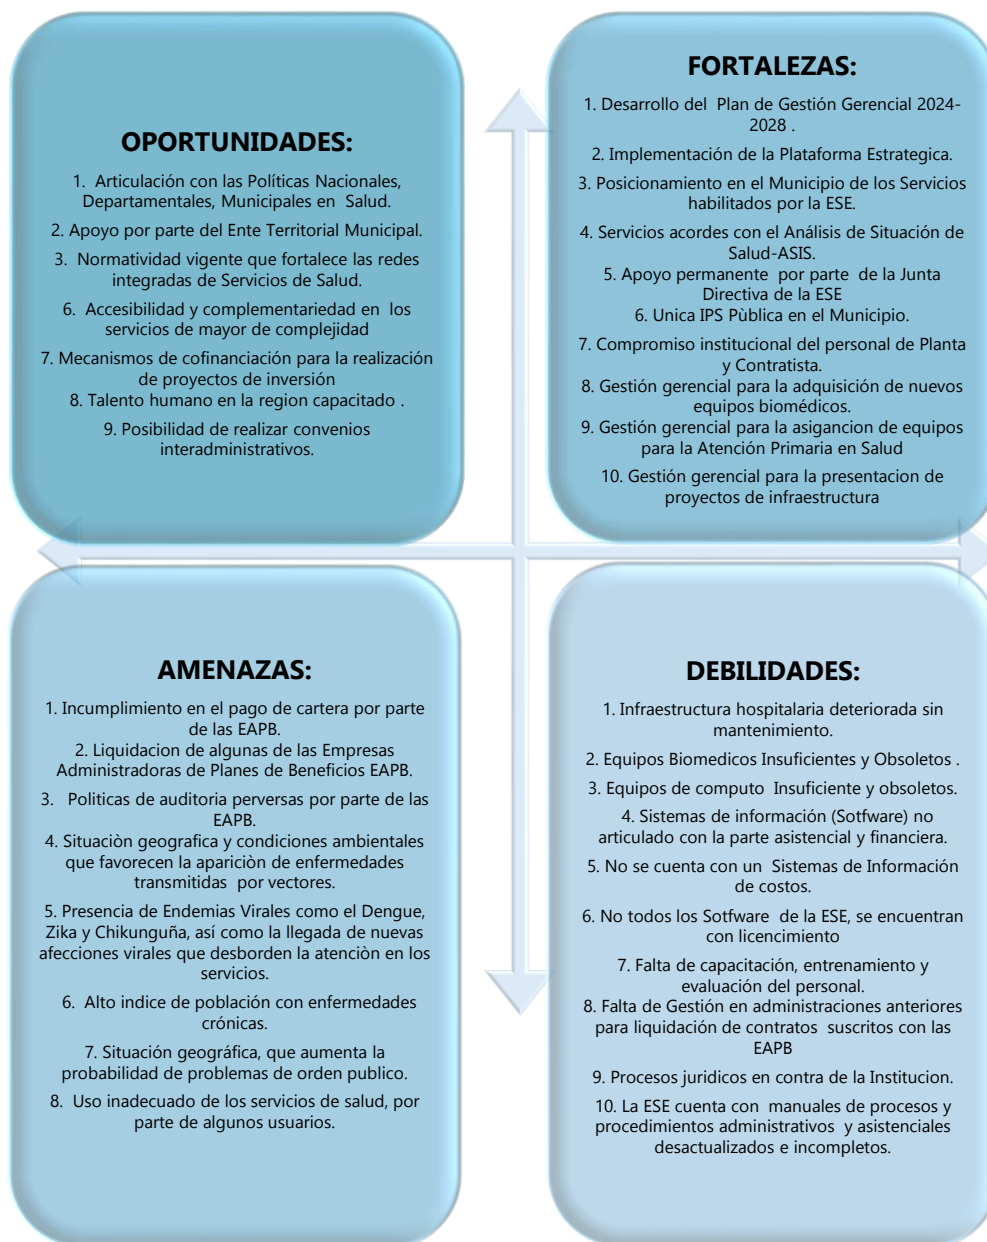 OPORTUNIDADES:
1. Articulación con las Políticas Nacionales,
Departamentales, Municipales en Salud.
2. Apoyo por parte del Ente Territorial Municipal.
3. Normatividad vigente que fortalece las redes
integradas de Servicios de Salud.
6. Accesibilidad y complementariedad en los
servicios de mayor de complejidad
7. Mecanismos de cofinanciación para la realización
de proyectos de inversión
8. Talento humano en la region capacitado .
9. Posibilidad de realizar convenios
interadministrativos.
FORTALEZAS:
1. Desarrollo del Plan de Gestión Gerencial 2024-
2028 .
2. Implementación de la Plataforma Estrategica.
3. Posicionamiento en el Municipio de los Servicios
habilitados por la ESE.
4. Servicios acordes con el Análisis de Situación de
Salud-ASIS.
5. Apoyo permanente por parte de la Junta
Directiva de la ESE
6. Unica IPS Pùblica en el Municipio.
7. Compromiso institucional del personal de Planta
y Contratista.
8. Gestión gerencial para la adquisición de nuevos
equipos biomédicos.
9. Gestión gerencial para la asigancion de equipos
para la Atención Primaria en Salud
10. Gestión gerencial para la presentacion de
proyectos de infraestructura
AMENAZAS:
1. Incumplimiento en el pago de cartera por parte
de las EAPB.
2. Liquidacion de algunas de las Empresas
Administradoras de Planes de Beneficios EAPB.
3. Politicas de auditoria perversas por parte de las
EAPB.
4. Situaciòn geografica y condiciones ambientales
que favorecen la apariciòn de enfermedades
transmitidas por vectores.
5. Presencia de Endemias Virales como el Dengue,
Zika y Chikunguña, así como la llegada de nuevas
afecciones virales que desborden la atenciòn en los
servicios.
6. Alto indice de población con enfermedades
crónicas.
7. Situación geográfica, que aumenta la
probabilidad de problemas de orden publico.
8. Uso inadecuado de los servicios de salud, por
parte de algunos usuarios.
DEBILIDADES:
1. Infraestructura hospitalaria deteriorada sin
mantenimiento.
2. Equipos Biomedicos Insuficientes y Obsoletos .
3. Equipos de computo Insuficiente y obsoletos.
4. Sistemas de información (Sotfware) no
articulado con la parte asistencial y financiera.
5. No se cuenta con un Sistemas de Información
de costos.
6. No todos los Sotfware de la ESE, se encuentran
con licencimiento
7. Falta de capacitación, entrenamiento y
evaluación del personal.
8. Falta de Gestión en administraciones anteriores
para liquidación de contratos suscritos con las
EAPB
9. Procesos juridicos en contra de la Institucion.
10. La ESE cuenta con manuales de procesos y
procedimientos administrativos y asistenciales
desactualizados e incompletos.